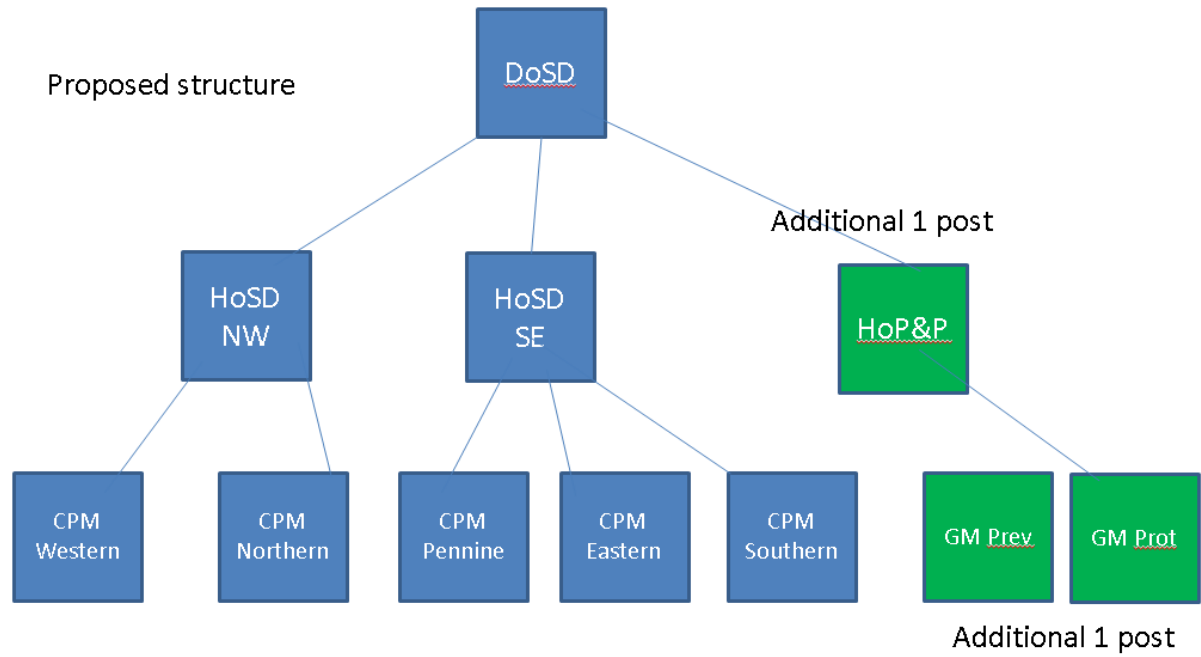 Proposed structure
DoSD
Additional 1 post
HoSD
NW
HoSD
SE
HoP&P
CPM
Western
CPM
Northern
CPM
Pennine
CPM
Eastern
CPM
Southern
GM Prev
GM Prot
Additional 1 post